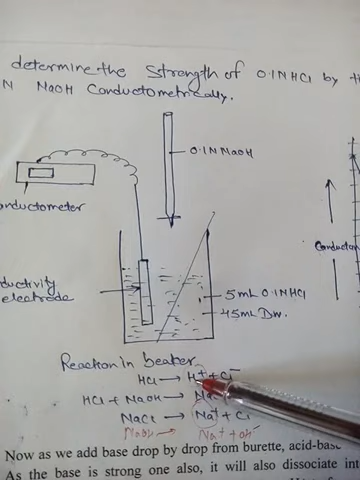 determine the Strength of 0.1N HCl by
N NaOH Conductometrically.
0.1N NaOH
onductometer
Conductan
ductivity
electrode
5mL 0.1N HCl
45mL D.w.
Reaction in beaker
HCl → H+ + Cl-
HCl + NaOH → Na
NaCl → Na+ + Cl
NaOH Na+ + OH-
Now as we add base drop by drop from burette, acid-base
As the base is strong one also, it will also dissociate int